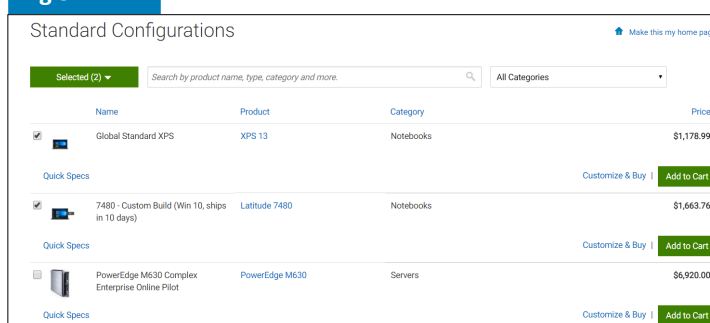 Standard Configurations
Make this my home pag
Selected (2)
Search by product name, type, category and more.
All Categories
Name Product Category Price
Global Standard XPS XPS 13 Notebooks $1,178.99
Quick Specs Customize & Buy | Add to Cart
7480 - Custom Build (Win 10, ships Latitude 7480 Notebooks $1,663.76
in 10 days)
Quick Specs Customize & Buy | Add to Cart
PowerEdge M630 Complex PowerEdge M630 Servers $6,920.00
Enterprise Online Pilot
Quick Specs Customize & Buy | Add to Cart